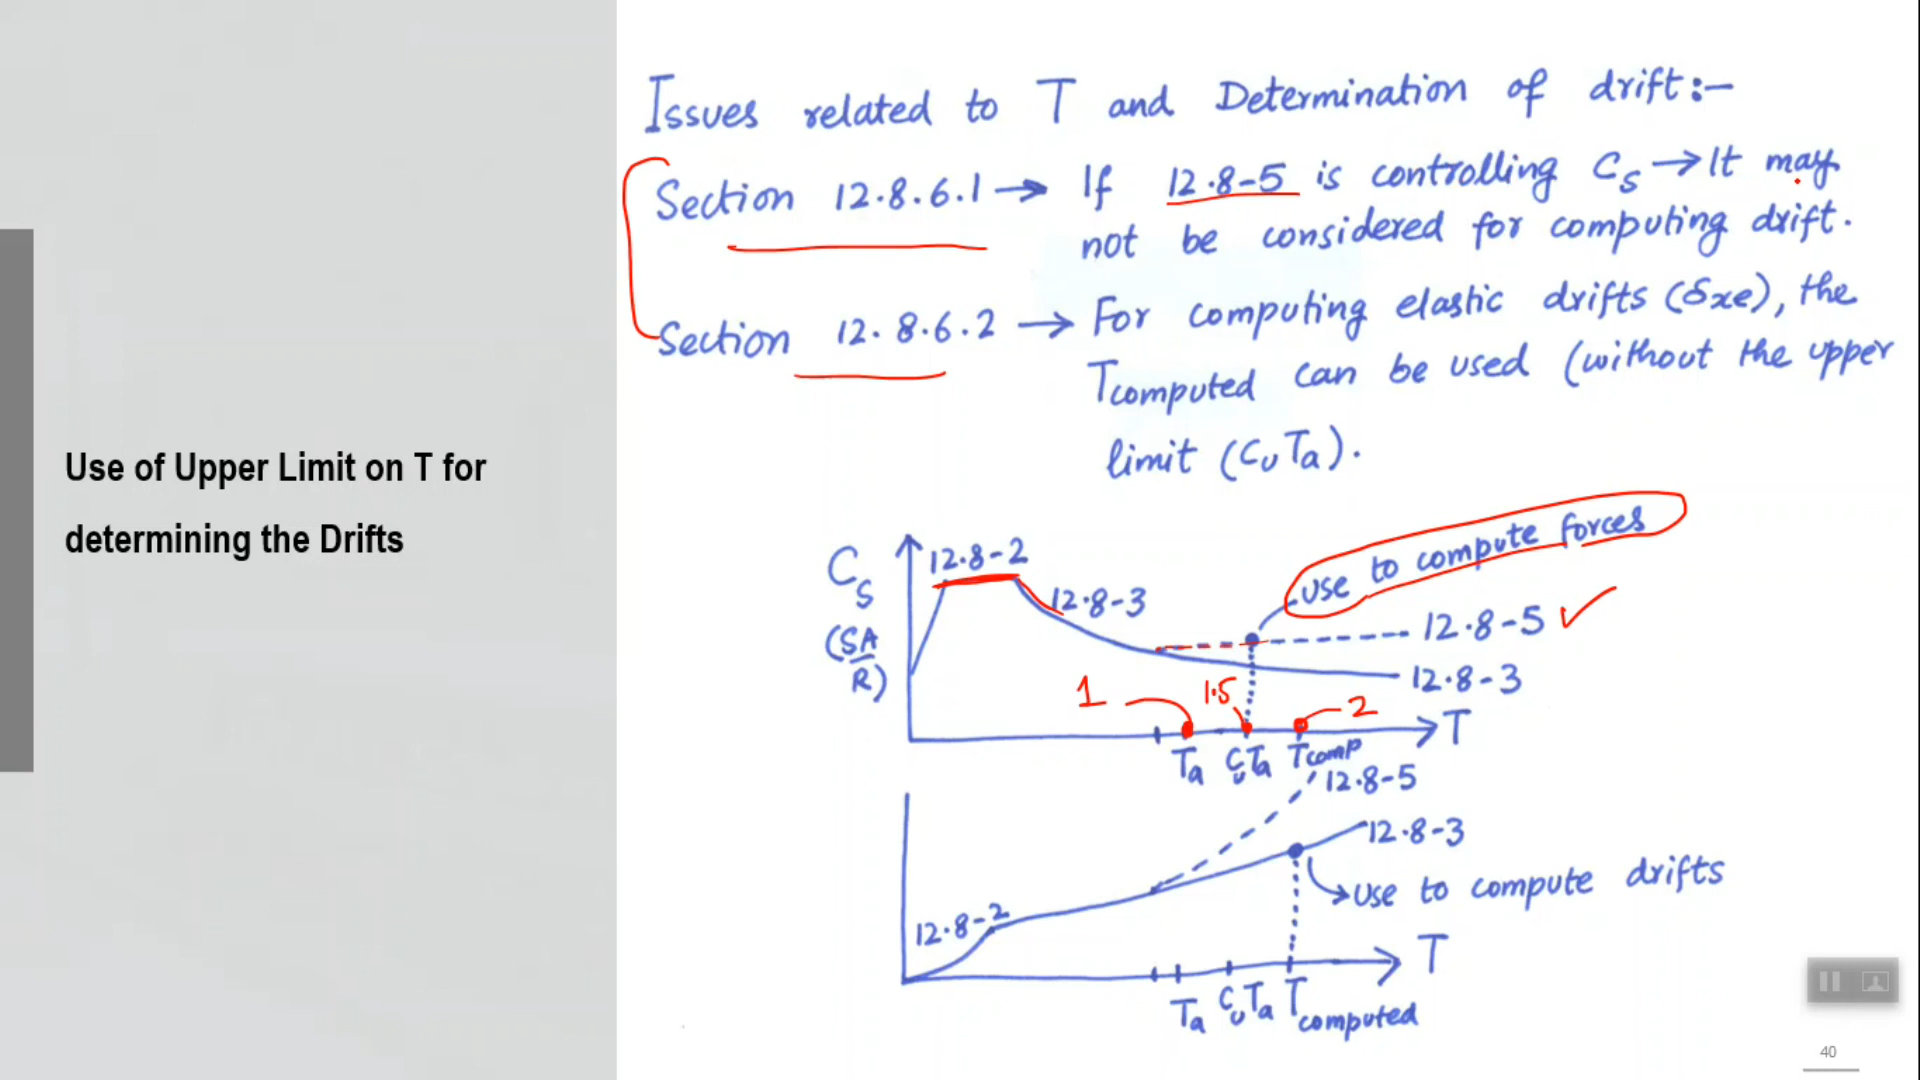 Use of Upper Limit on T for
determining the Drifts
Issues related to T and Determination of drift:-
Section 12.8.6.1 → If 12.8-5 is controlling Cs → It may
not be considered for computing drift.
Section 12.8.6.2 → For computing elastic drifts (δxe), the
Tcomputed can be used (without the upper
limit (CuTa).
use to compute forces
Cs
(SA/R)
12.8-2
12.8-3
12.8-5
12.8-3
1
1.5
2
T
Ta
CuTa
Tcomp
12.8-5
12.8-3
use to compute drifts
12.8-2
T
Ta
CuTa
Tcomputed
40